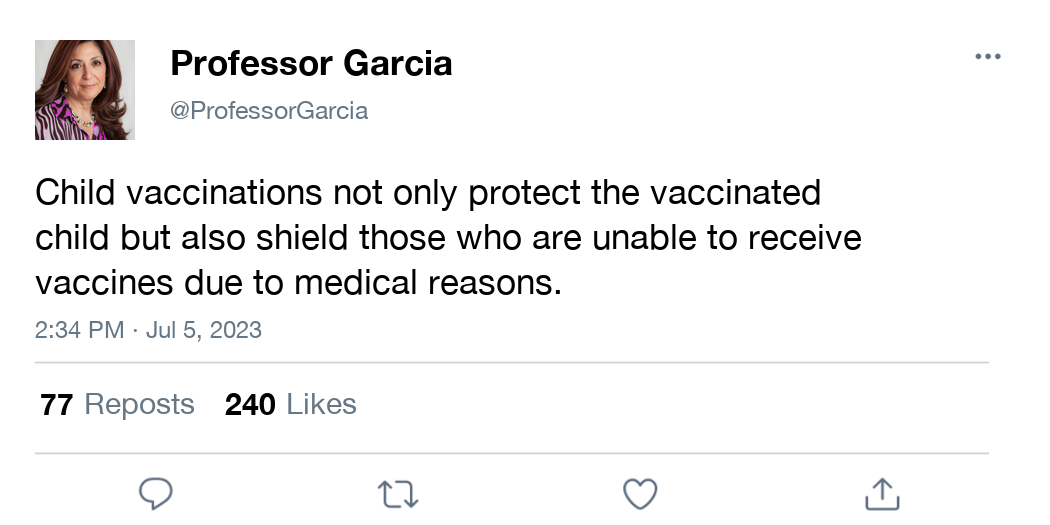 Professor Garcia
@ProfessorGarcia
Child vaccinations not only protect the vaccinated
child but also shield those who are unable to receive
vaccines due to medical reasons.
2:34 PM · Jul 5, 2023
77 Reposts 240 Likes